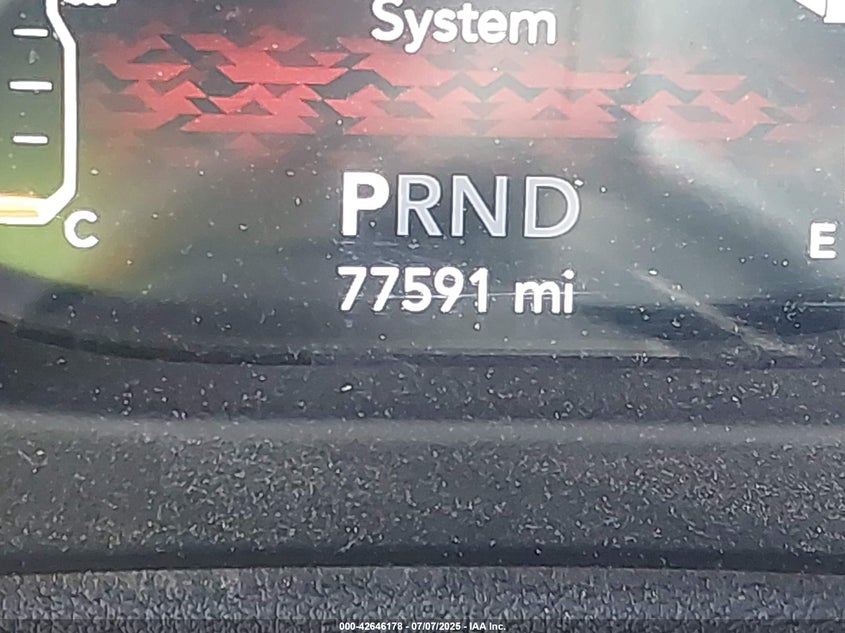 System
PRND
C
E
77591 mi
000-42646178 - 07/07/2025 - IAA Inc.